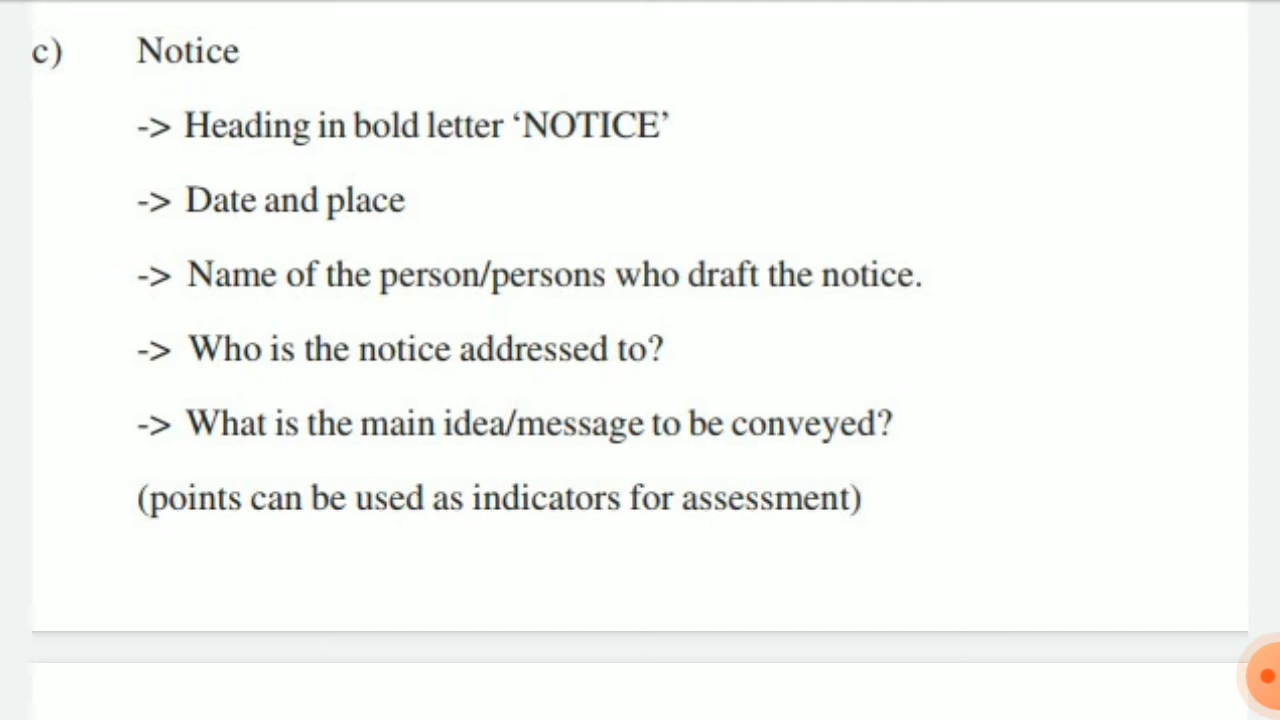 c) Notice
-> Heading in bold letter ‘NOTICE’
-> Date and place
-> Name of the person/persons who draft the notice.
-> Who is the notice addressed to?
-> What is the main idea/message to be conveyed?
(points can be used as indicators for assessment)